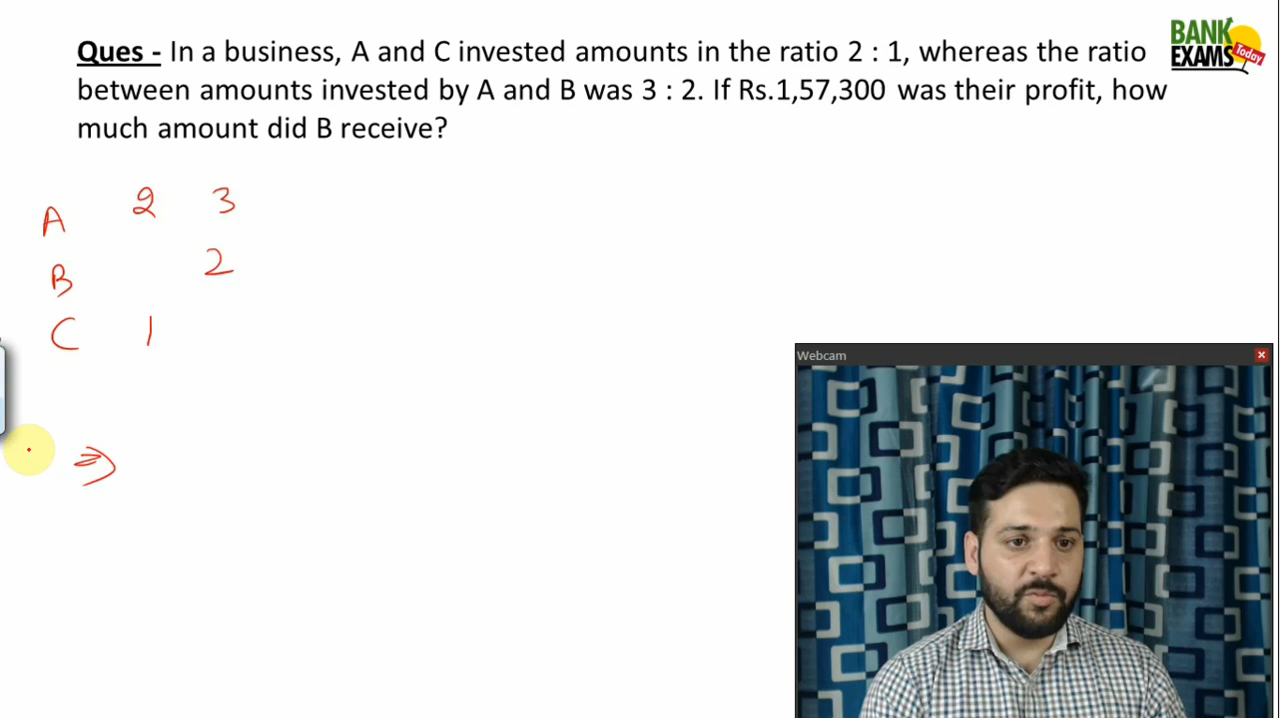 Ques - In a business, A and C invested amounts in the ratio 2 : 1, whereas the ratio
between amounts invested by A and B was 3 : 2. If Rs.1,57,300 was their profit, how
much amount did B receive?
BANK
EXAMS Today
A 2 3
B 2
C 1
Webcam